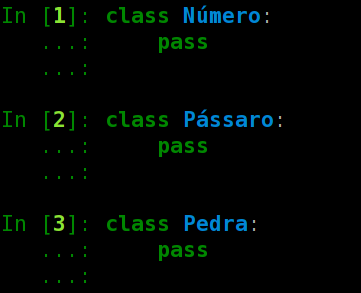 In [1]: class Número:
   ...:     pass
   ...:
In [2]: class Pássaro:
   ...:     pass
   ...:
In [3]: class Pedra:
   ...:     pass
   ...: